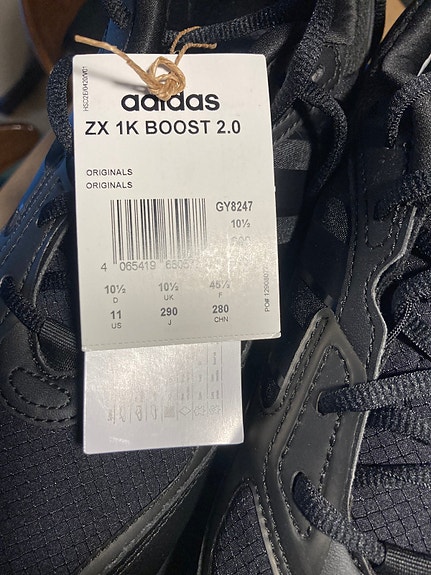 adidas
ZX 1K BOOST 2.0
ORIGINALS
ORIGINALS
GY8247
10½
4 065419
10½ 10½ 45⅓
D UK F
11 290 280
US J CHN